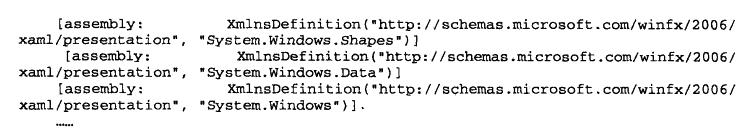 [assembly: XmlnsDefinition("http://schemas.microsoft.com/winfx/2006/
xaml/presentation", "System.Windows.Shapes")]
[assembly: XmlnsDefinition("http://schemas.microsoft.com/winfx/2006/
xaml/presentation", "System.Windows.Data")]
[assembly: XmlnsDefinition("http://schemas.microsoft.com/winfx/2006/
xaml/presentation", "System.Windows")].
……